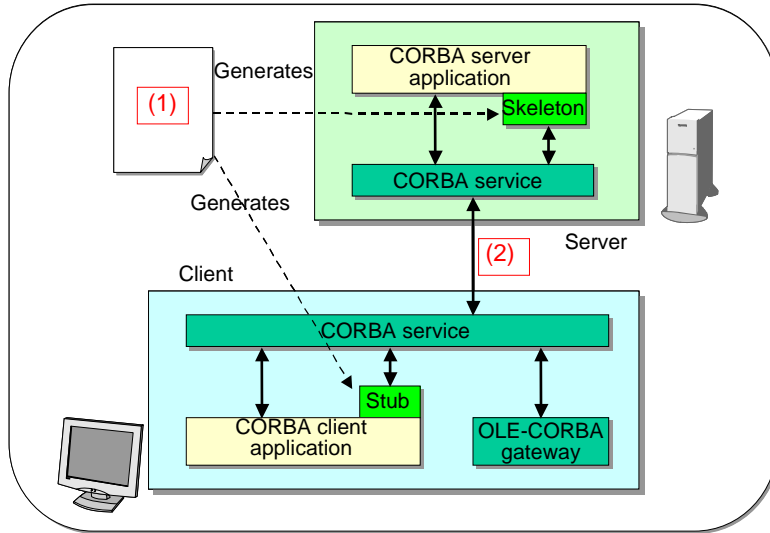 CORBA server
application
Generates
(1)
Skeleton
CORBA service
Generates
Server
(2)
Client
CORBA service
Stub
CORBA client
application
OLE-CORBA
gateway